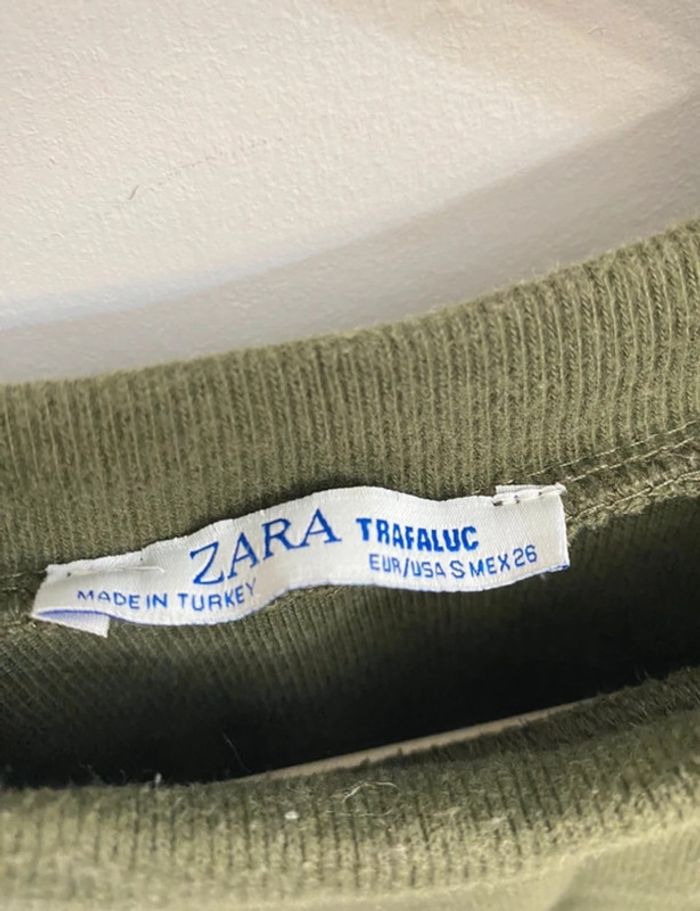 ZARA TRAFALUC
MADE IN TURKEY EUR/USA S MEX 26